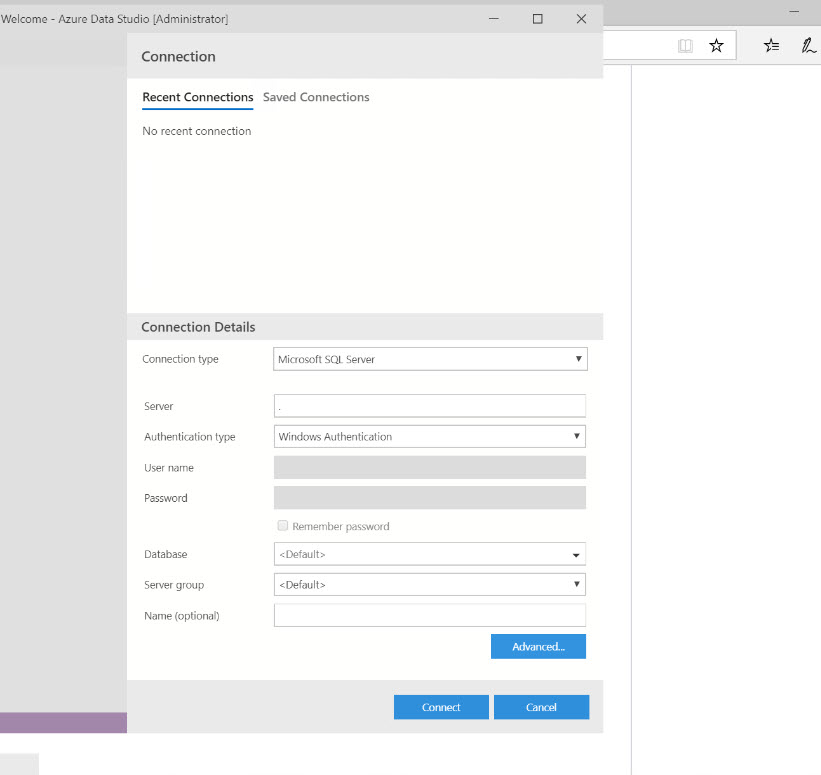 Welcome - Azure Data Studio [Administrator]
Connection
Recent Connections Saved Connections
No recent connection
Connection Details
Connection type Microsoft SQL Server
Server .
Authentication type Windows Authentication
User name
Password
Remember password
Database <Default>
Server group <Default>
Name (optional)
Advanced...
Connect Cancel